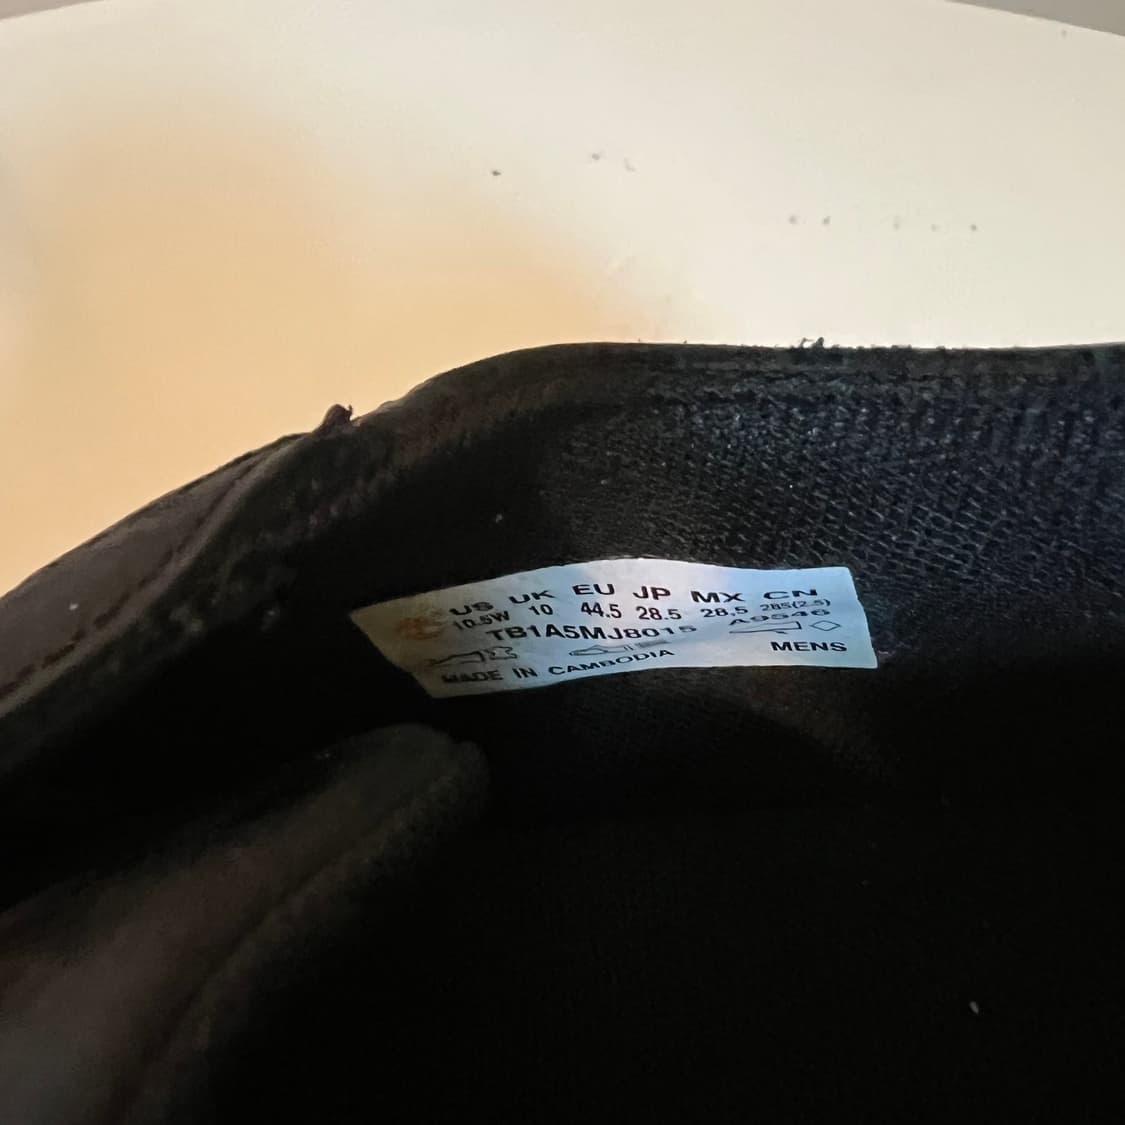 US UK EU JP MX CN
10.5W 10 44.5 28.5 28.5 285(2.5)
TB1A5MJ8015 A9546
MADE IN CAMBODIA MENS